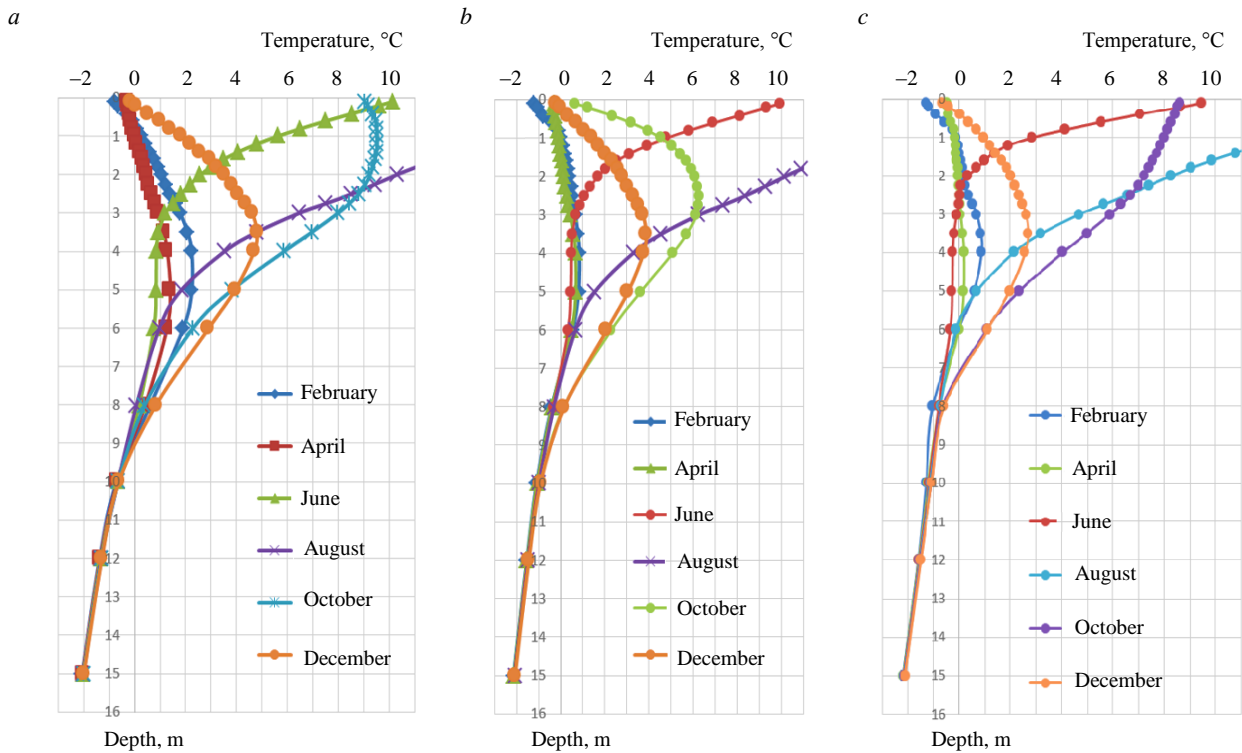 a
b
c
Temperature, °C
Temperature, °C
Temperature, °C
–2 0 2 4 6 8 10
–2 0 2 4 6 8 10
–2 0 2 4 6 8 10
0
1
2
3
4
5
6
7
8
9
10
11
12
13
14
15
16
February
April
June
August
October
December
Depth, m
0
1
2
3
4
5
6
7
8
9
10
11
12
13
14
15
16
February
April
June
August
October
December
Depth, m
0
1
2
3
4
5
6
7
8
9
10
11
12
13
14
15
16
February
April
June
August
October
December
Depth, m